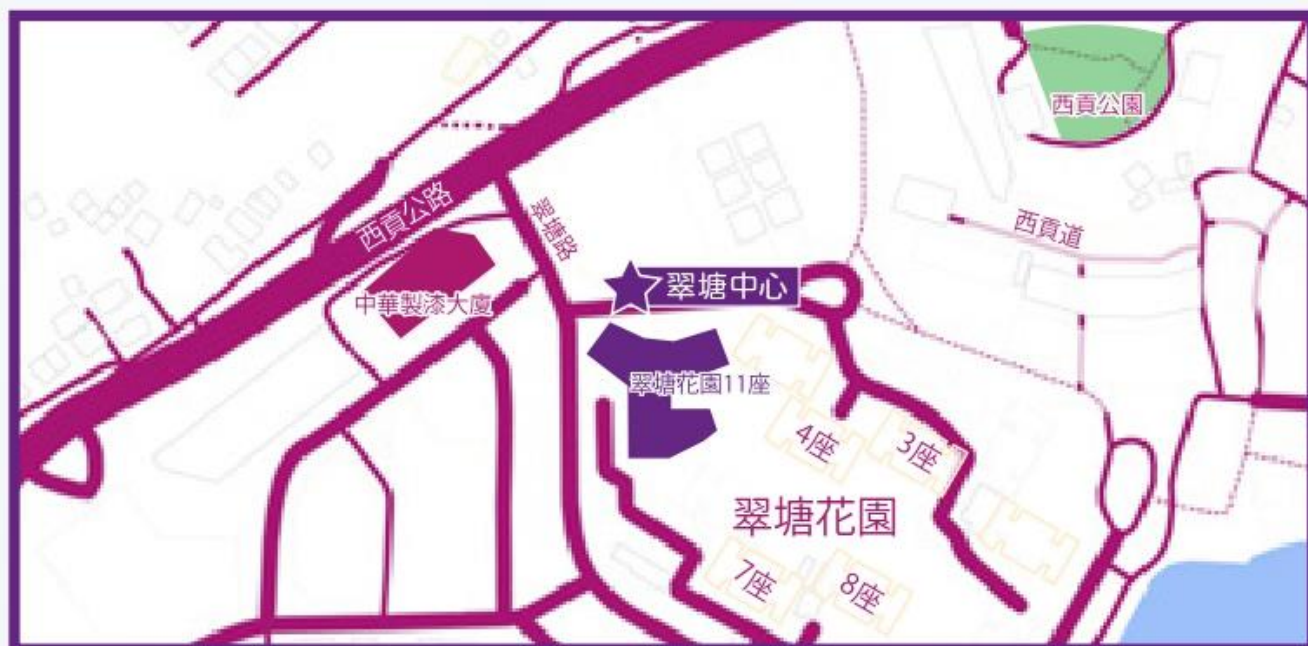 西貢公園
西貢公路
翠塘路
西貢道
翠塘中心
中華製漆大廈
翠塘花園11座
4座
3座
翠塘花園
7座
8座